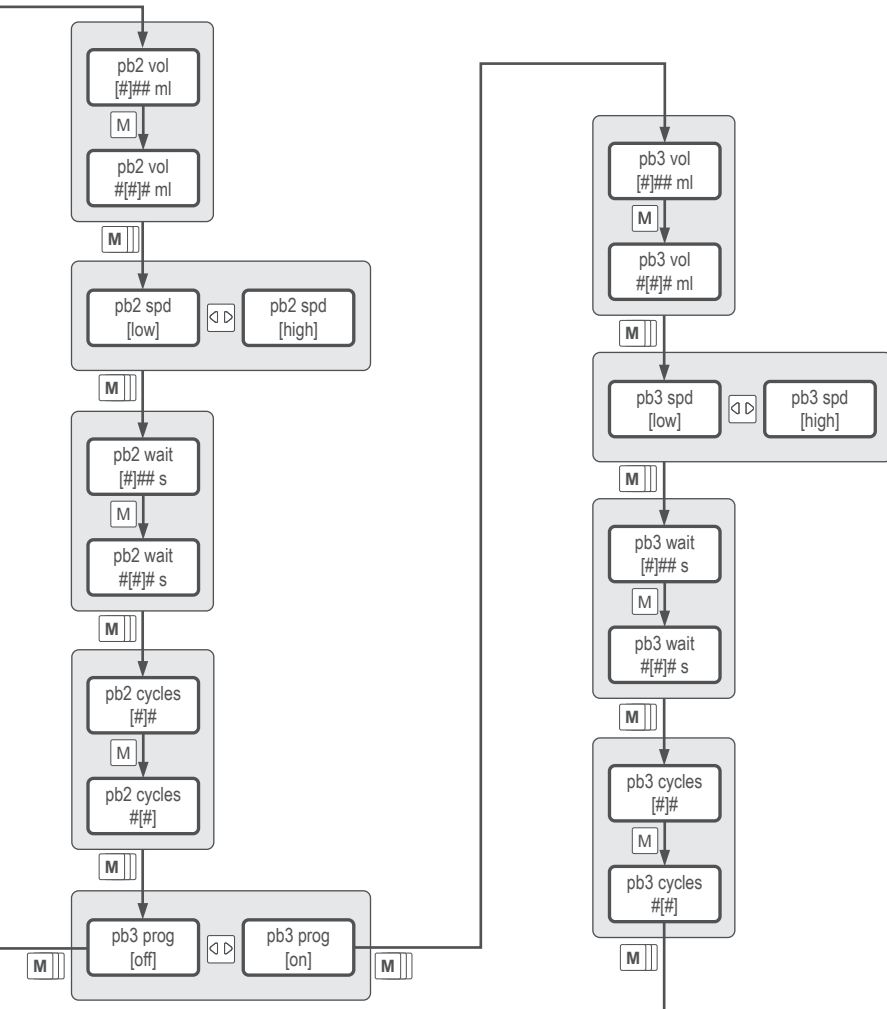 pb2 vol
[#]## ml
M
pb2 vol
#[#]# ml
M
pb2 spd
[low]
pb2 spd
[high]
M
pb2 wait
[#]## s
M
pb2 wait
#[#]# s
M
pb2 cycles
[#]#
M
pb2 cycles
#[#]
M
pb3 prog
[off]
pb3 prog
[on]
M
M
pb3 vol
[#]## ml
M
pb3 vol
#[#]# ml
M
pb3 spd
[low]
pb3 spd
[high]
M
pb3 wait
[#]## s
M
pb3 wait
#[#]# s
M
pb3 cycles
[#]#
M
pb3 cycles
#[#]
M